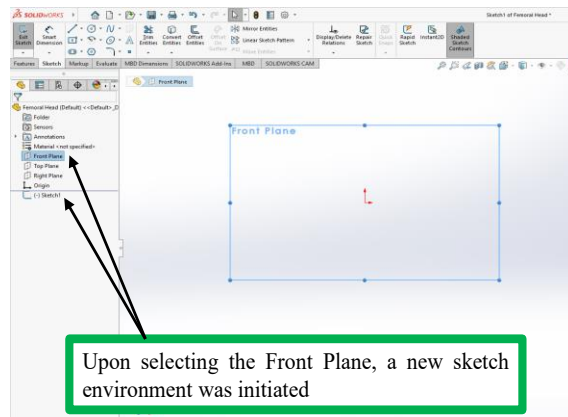 SOLIDWORKS
Sketch1 of Femoral Head *
Exit Sketch
Smart Dimension
Trim Entities
Convert Entities
Offset Entities
Mirror Entities
Linear Sketch Pattern
Move Entities
Display/Delete Relations
Repair Sketch
Rapid Sketch
Instant2D
Shaded Sketch Contours
Features Sketch Markup Evaluate MBD Dimensions SOLIDWORKS Add-Ins MBD SOLIDWORKS CAM
Front Plane
Femoral Head (Default) <<Default>_D
Folder
Sensors
Annotations
Material <not specified>
Front Plane
Top Plane
Right Plane
Origin
(-) Sketch1
Front Plane
Upon selecting the Front Plane, a new sketch
environment was initiated